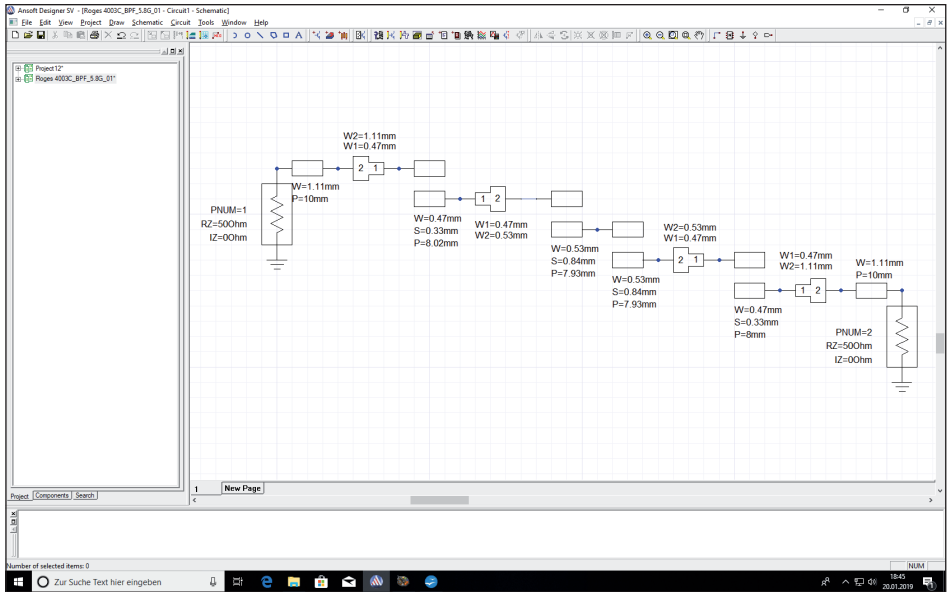 Ansoft Designer SV - [Roges 4003C_BPF_5.8G_01 - Circuit1 - Schematic]
File Edit View Project Draw Schematic Circuit Tools Window Help
Project12*
Roges 4003C_BPF_5.8G_01*
W2=1.11mm
W1=0.47mm
2 1
W=1.11mm
P=10mm
PNUM=1
RZ=50Ohm
IZ=0Ohm
1 2
W=0.47mm
S=0.33mm
P=8.02mm
W1=0.47mm
W2=0.53mm
W=0.53mm
S=0.84mm
P=7.93mm
W2=0.53mm
W1=0.47mm
2 1
W=0.53mm
S=0.84mm
P=7.93mm
W1=0.47mm
W2=1.11mm
W=1.11mm
P=10mm
1 2
W=0.47mm
S=0.33mm
P=8mm
PNUM=2
RZ=50Ohm
IZ=0Ohm
1 New Page
Project Components Search
Number of selected items: 0
NUM
Zur Suche Text hier eingeben
18:45
20.01.2019